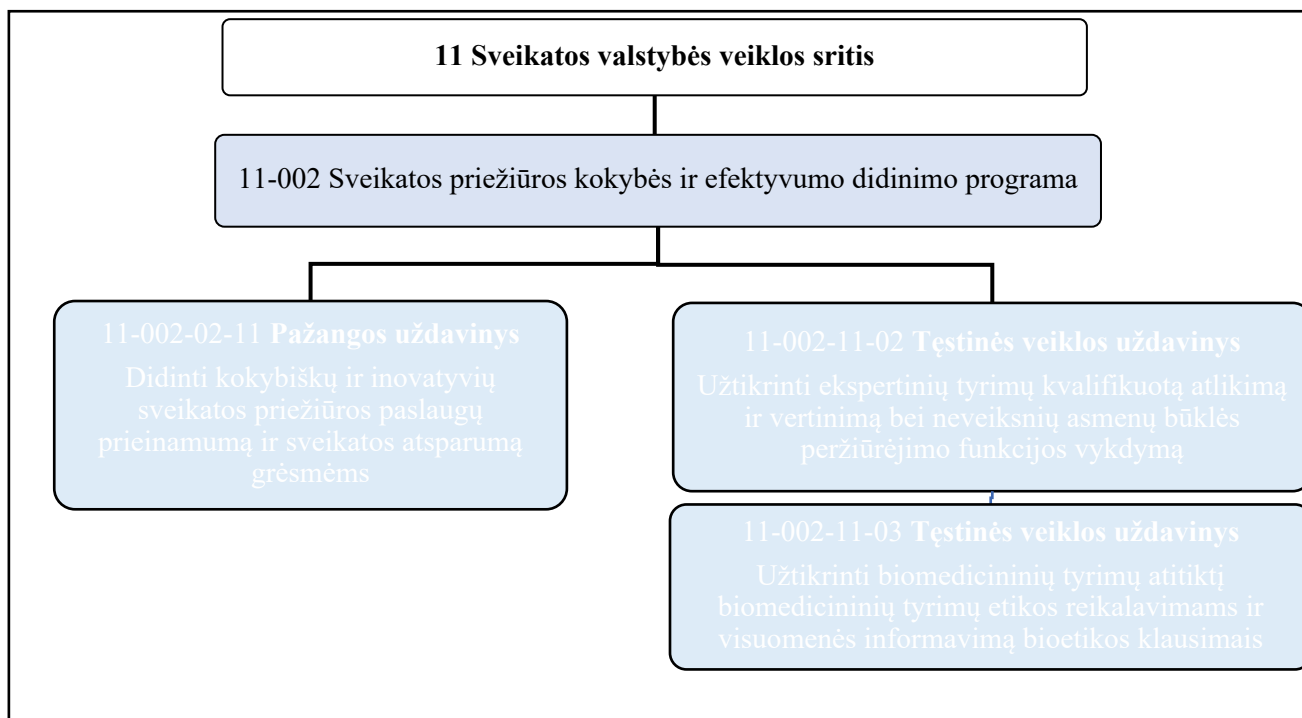 11 Sveikatos valstybės veiklos sritis
11-002 Sveikatos priežiūros kokybės ir efektyvumo didinimo programa
11-002-02-11 Pažangos uždavinys
Didinti kokybiškų ir inovatyvių
sveikatos priežiūros paslaugų
prieinamumą ir sveikatos atsparumą
grėsmėms
11-002-11-02 Tęstinės veiklos uždavinys
Užtikrinti ekspertinių tyrimų kvalifikuotą atlikimą
ir vertinimą bei neveiksnių asmenų būklės
peržiūrėjimo funkcijos vykdymą
11-002-11-03 Tęstinės veiklos uždavinys
Užtikrinti biomedicininių tyrimų atitiktį
biomedicininių tyrimų etikos reikalavimams ir
visuomenės informavimą bioetikos klausimais